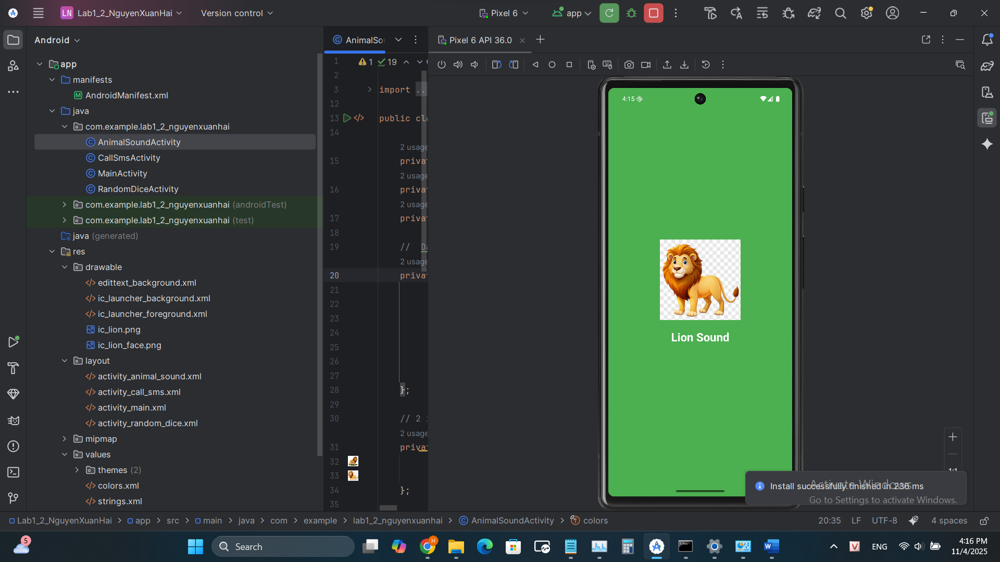 LN Lab1_2_NguyenXuanHai Version control Pixel 6 app
Android
app
manifests
AndroidManifest.xml
java
com.example.lab1_2_nguyenxuanhai
AnimalSoundActivity
CallSmsActivity
MainActivity
RandomDiceActivity
com.example.lab1_2_nguyenxuanhai (androidTest)
com.example.lab1_2_nguyenxuanhai (test)
java (generated)
res
drawable
edittext_background.xml
ic_launcher_background.xml
ic_launcher_foreground.xml
ic_lion.png
ic_lion_face.png
layout
activity_animal_sound.xml
activity_call_sms.xml
activity_main.xml
activity_random_dice.xml
mipmap
values
themes (2)
colors.xml
strings.xml
AnimalSo
1 1 19
2
3 import ..
12
13 public cl
14
2 usage
15 priva
2 usage
16 priva
2 usage
17 priva
18
19 // Da
2 usage
20 priva
21
22
23
24
25
26
27
28 };
29
30 // 2
2 usage
31 priva
32
33
34 };
35
Pixel 6 API 36.0
4:15
Lion Sound
1:1
Install successfully finished in 236 ms
Activate Windows
Go to Settings to activate Windows.
Lab1_2_NguyenXuanHai > app > src > main > java > com > example > lab1_2_nguyenxuanhai > AnimalSoundActivity > colors
20:35 LF UTF-8 4 spaces
5
Search
H
ENG
4:16 PM
11/4/2025